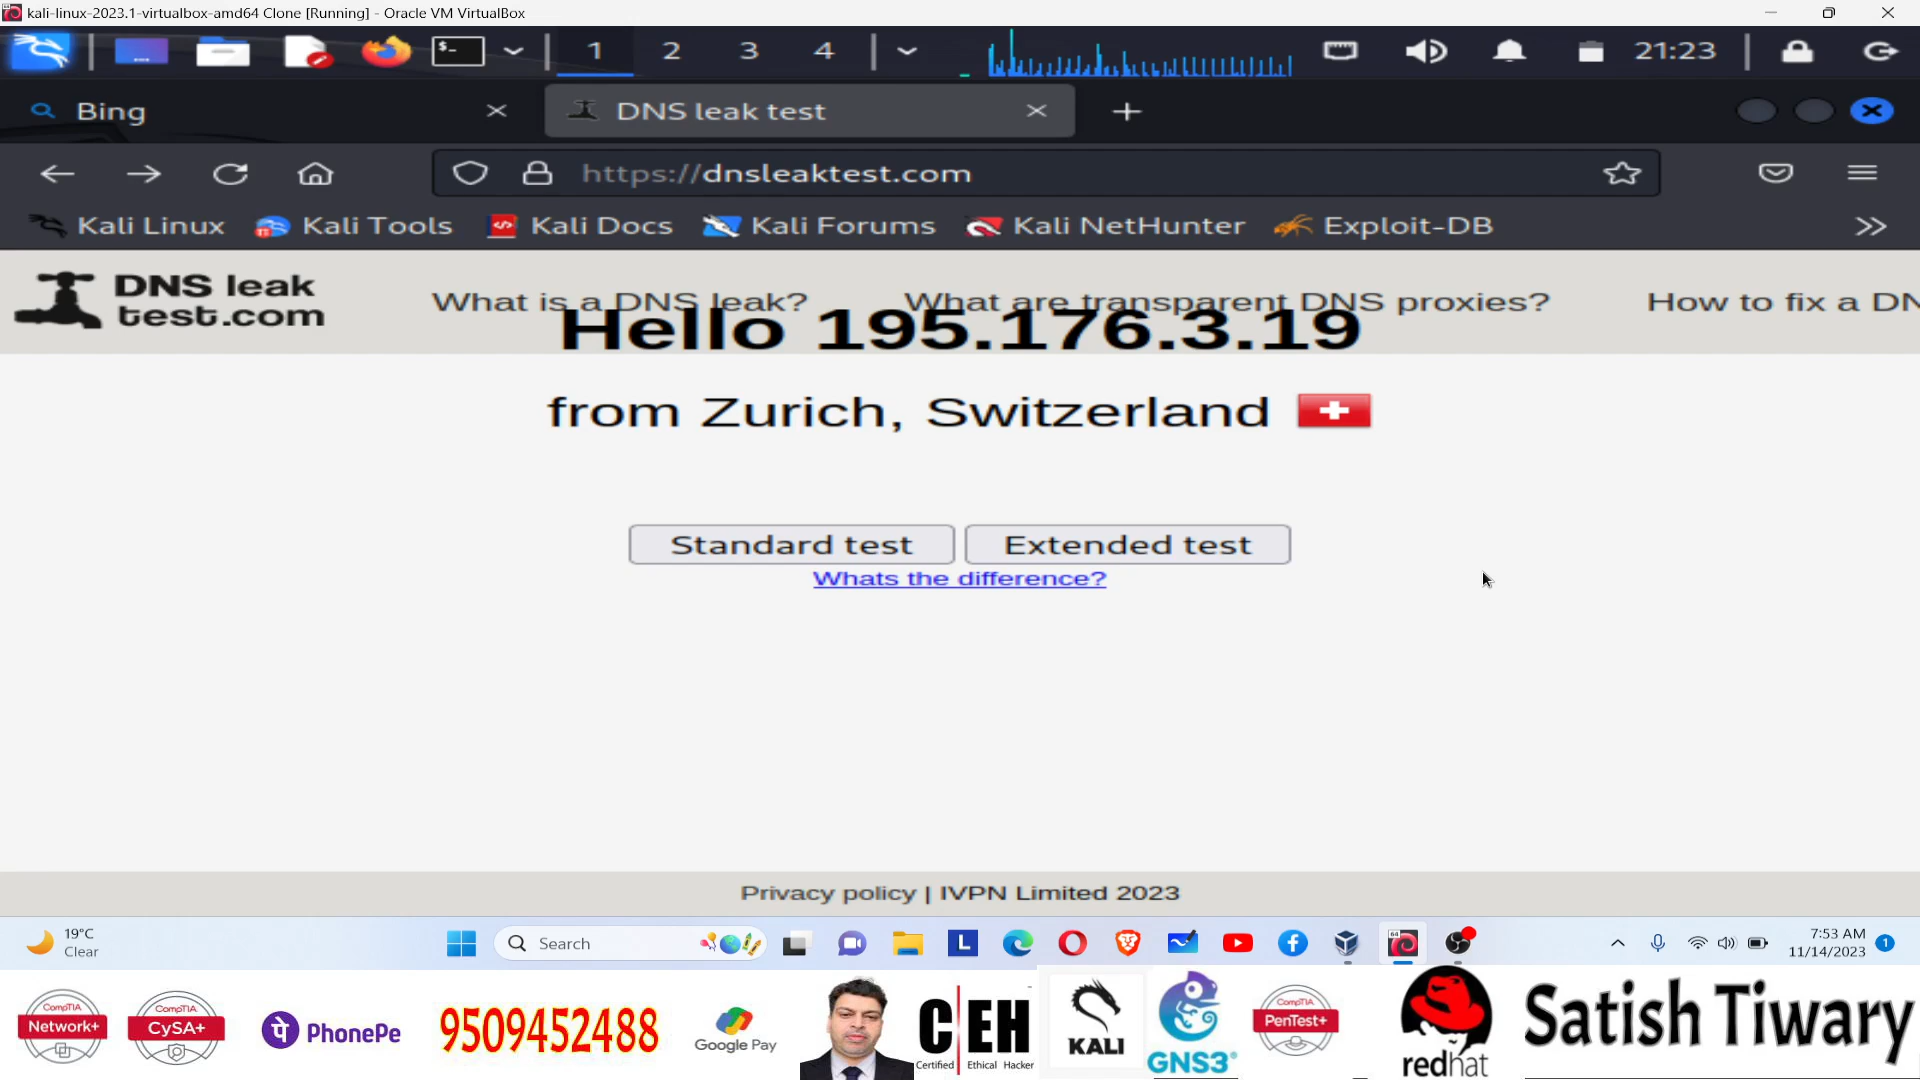 kali-linux-2023.1-virtualbox-amd64 Clone [Running] - Oracle VM VirtualBox
$-
1 2 3 4
21:23
Bing
DNS leak test
https://dnsleaktest.com
Kali Linux
Kali Tools
Kali Docs
Kali Forums
Kali NetHunter
Exploit-DB
DNS leak
test.com
What is a DNS leak?
What are transparent DNS proxies?
How to fix a DN
Hello 195.176.3.19
from Zurich, Switzerland
Standard test
Extended test
Whats the difference?
Privacy policy | IVPN Limited 2023
19°C
Clear
Search
L
64
7:53 AM
11/14/2023
1
CompTIA
Network+
CompTIA
CySA+
PhonePe
9509452488
Google Pay
CEH
Certified Ethical Hacker
KALI
GNS3
CompTIA
PenTest+
redhat
Satish Tiwary